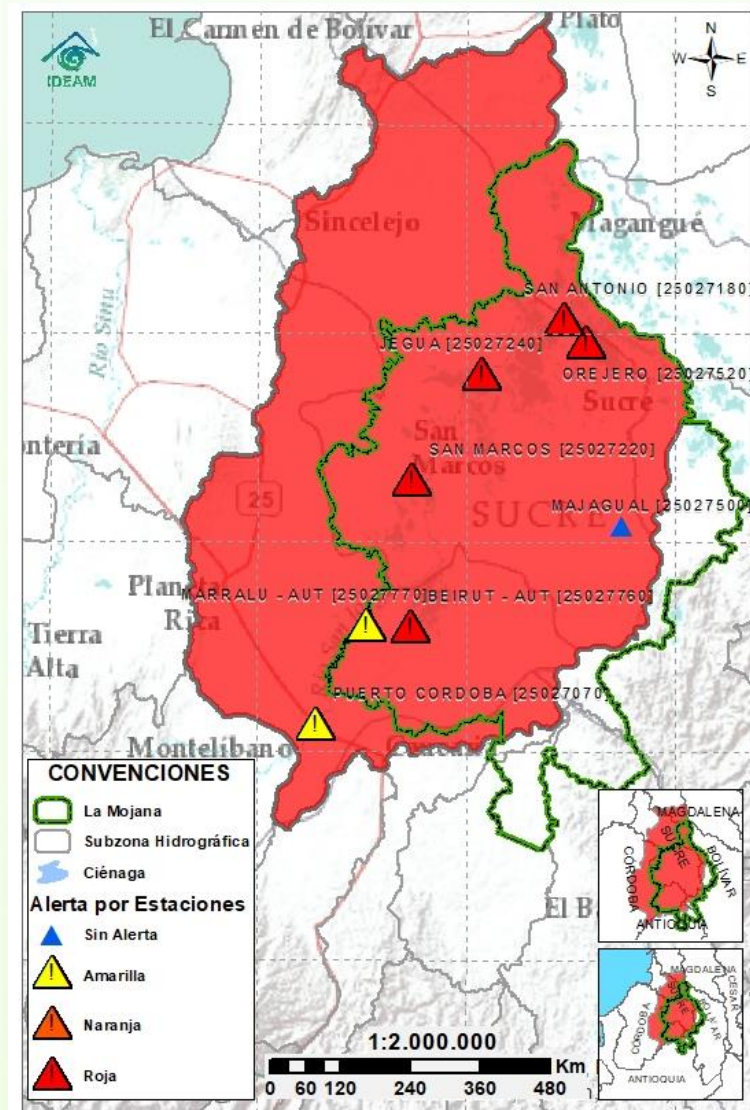 El Carmen de Bolívar
Plato
IDEAM
N
W E
S
Sincelejo
Magangué
Río Sinú
SAN ANTONIO [25027180]
JEGUA [25027240]
OREJERO [25027520]
Sucre
San
Marcos
SAN MARCOS [25027220]
ontería
25
MAJAGUAL [25027500]
SUCRE
Planeta
Rica
MARRALU - AUT [25027770]
BEIRUT - AUT [25027760]
Tierra
Alta
PUERTO CORDOBA [25027070]
Montelíbano
El B
CONVENCIONES
La Mojana
Subzona Hidrográfica
Ciénaga
Alerta por Estaciones
Sin Alerta
Amarilla
Naranja
Roja
1:2.000.000
Km
0 60 120 240 360 480
MAGDALENA
SUCRE
BOLÍVAR
CÓRDOBA
ANTIOQUIA
MAGDALENA
CESAR
SUCRE
BOLÍVAR
CÓRDOBA
ANTIOQUIA